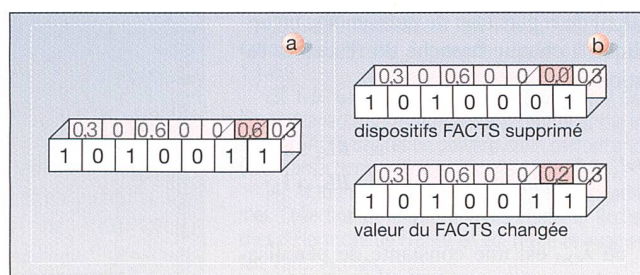 a
0,3 0 0,6 0 0 0,6 0,3
1 0 1 0 0 1 1
b
0,3 0 0,6 0 0 0,0 0,3
1 0 1 0 0 0 1
dispositifs FACTS supprimé
0,3 0 0,6 0 0 0,2 0,3
1 0 1 0 0 1 1
valeur du FACTS changée